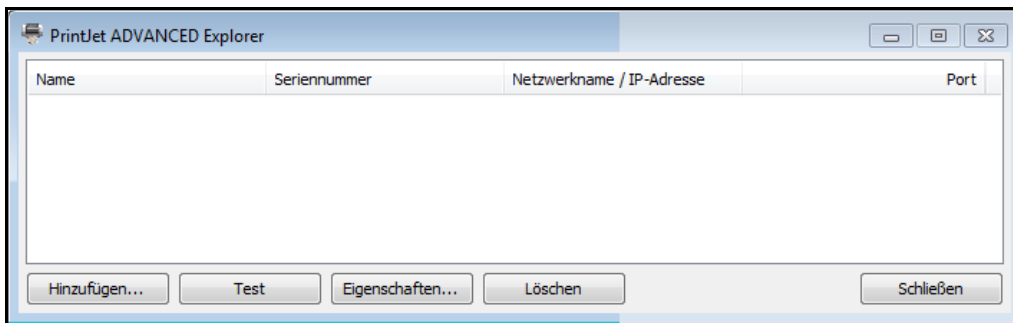 PrintJet ADVANCED Explorer
Name Seriennummer Netzwerkname / IP-Adresse Port
Hinzufügen... Test Eigenschaften... Löschen Schließen